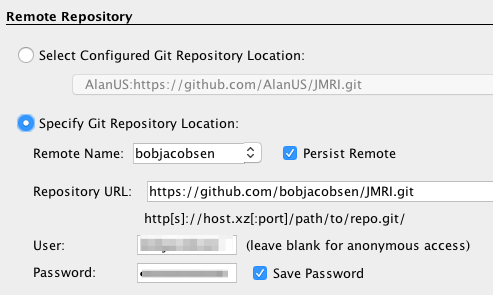 Remote Repository
Select Configured Git Repository Location:
AlanUS:https://github.com/AlanUS/JMRI.git
Specify Git Repository Location:
Remote Name: bobjacobsen Persist Remote
Repository URL: https://github.com/bobjacobsen/JMRI.git
http[s]://host.xz[:port]/path/to/repo.git/
User: (leave blank for anonymous access)
Password: Save Password